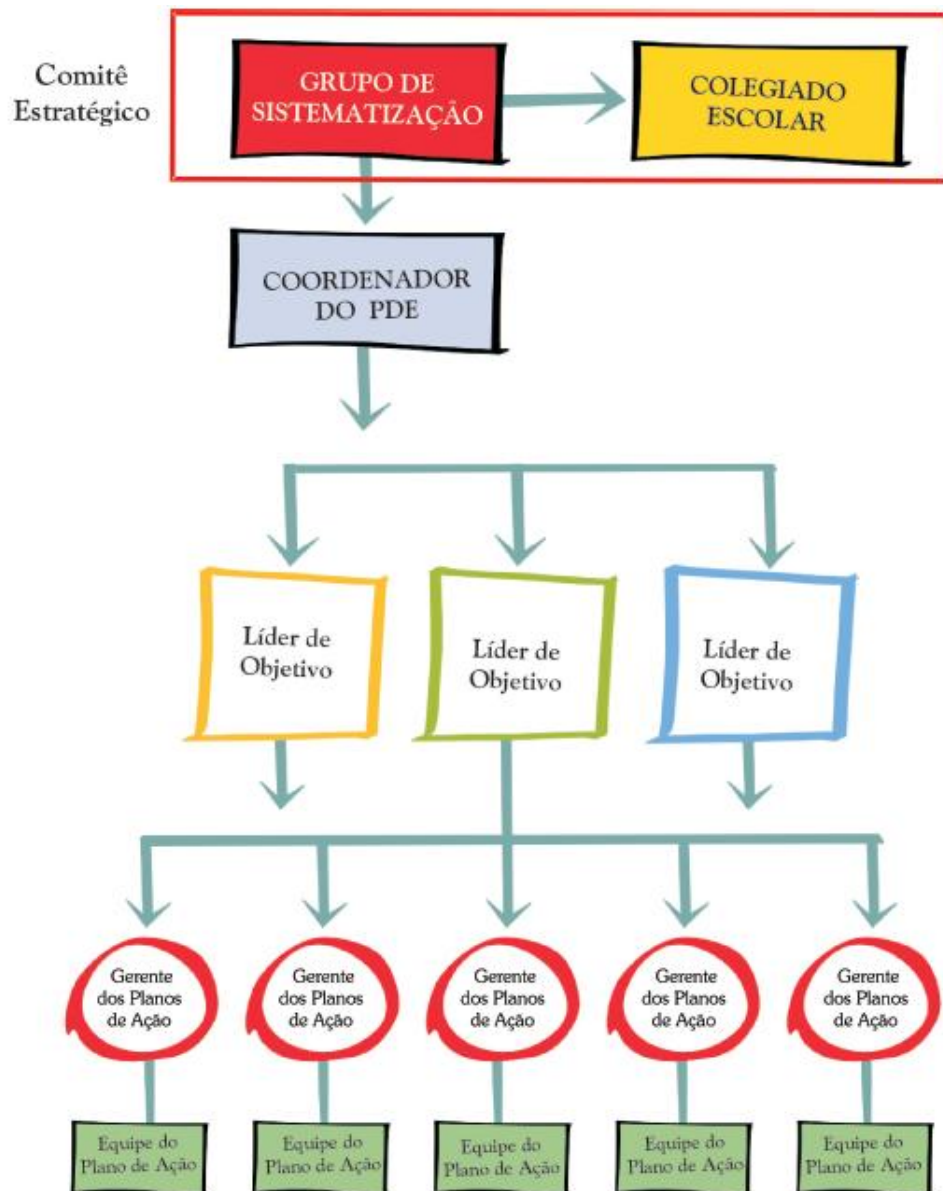 Comitê
Estratégico
GRUPO DE
SISTEMATIZAÇÃO
COLEGIADO
ESCOLAR
COORDENADOR
DO PDE
Líder de
Objetivo
Líder de
Objetivo
Líder de
Objetivo
Gerente
dos Planos
de Ação
Gerente
dos Planos
de Ação
Gerente
dos Planos
de Ação
Gerente
dos Planos
de Ação
Gerente
dos Planos
de Ação
Equipe do
Plano de Ação
Equipe do
Plano de Ação
Equipe do
Plano de Ação
Equipe do
Plano de Ação
Equipe do
Plano de Ação